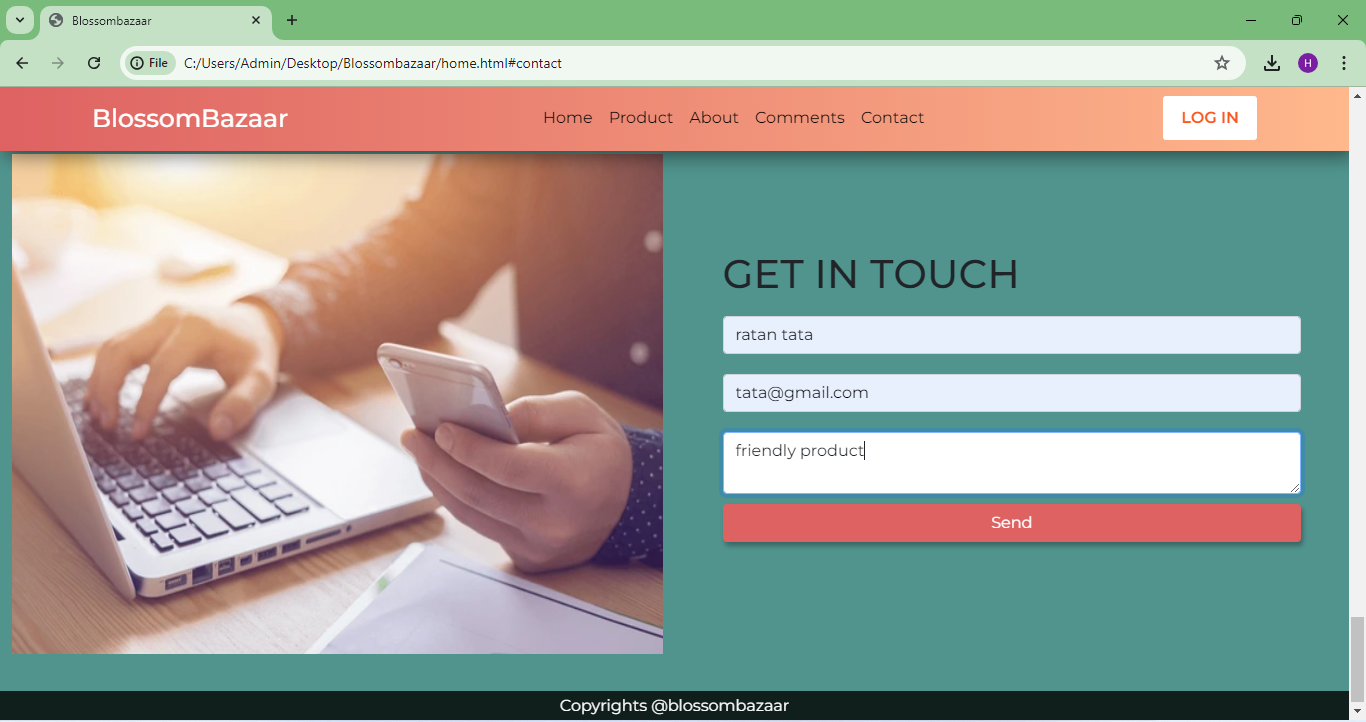 Blossombazaar
File C:/Users/Admin/Desktop/Blossombazaar/home.html#contact
H
BlossomBazaar Home Product About Comments Contact LOG IN
GET IN TOUCH
ratan tata
tata@gmail.com
friendly product
Send
Copyrights @blossombazaar